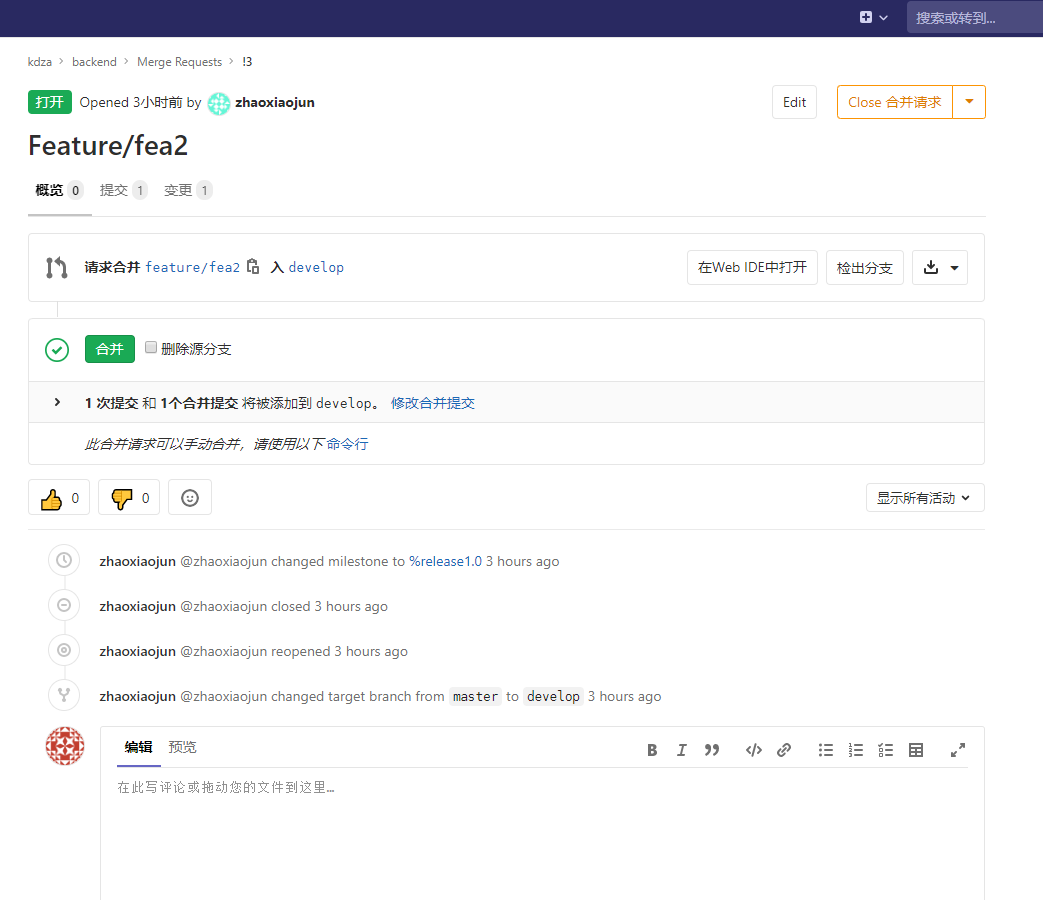 搜索或转到...
kdza > backend > Merge Requests > !3
打开 Opened 3小时前 by zhaoxiaojun Edit Close 合并请求
Feature/fea2
概览 0 提交 1 变更 1
请求合并 feature/fea2 入 develop 在Web IDE中打开 检出分支
合并 删除源分支
1 次提交 和 1个合并提交 将被添加到 develop。 修改合并提交
此合并请求可以手动合并，请使用以下 命令行
0 0 显示所有活动
zhaoxiaojun @zhaoxiaojun changed milestone to %release1.0 3 hours ago
zhaoxiaojun @zhaoxiaojun closed 3 hours ago
zhaoxiaojun @zhaoxiaojun reopened 3 hours ago
zhaoxiaojun @zhaoxiaojun changed target branch from master to develop 3 hours ago
编辑 预览 B I
在此写评论或拖动您的文件到这里...